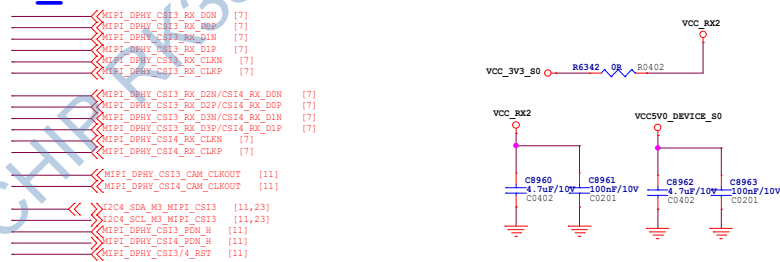 MIPI_DPHY_CSI3_RX_D0N [7]
MIPI_DPHY_CSI3_RX_D0P [7]
MIPI_DPHY_CSI3_RX_D1N [7]
MIPI_DPHY_CSI3_RX_D1P [7]
MIPI_DPHY_CSI3_RX_CLKN [7]
MIPI_DPHY_CSI3_RX_CLKP [7]
MIPI_DPHY_CSI3_RX_D2N/CSI4_RX_D0N [7]
MIPI_DPHY_CSI3_RX_D2P/CSI4_RX_D0P [7]
MIPI_DPHY_CSI3_RX_D3N/CSI4_RX_D1N [7]
MIPI_DPHY_CSI3_RX_D3P/CSI4_RX_D1P [7]
MIPI_DPHY_CSI4_RX_CLKN [7]
MIPI_DPHY_CSI4_RX_CLKP [7]
MIPI_DPHY_CSI3_CAM_CLKOUT [11]
MIPI_DPHY_CSI4_CAM_CLKOUT [11]
I2C4_SDA_M3_MIPI_CSI3 [11,23]
I2C4_SCL_M3_MIPI_CSI3 [11,23]
MIPI_DPHY_CSI3_PDN_H [11]
MIPI_DPHY_CSI4_PDN_H [11]
MIPI_DPHY_CSI3/4_RST [11]
VCC_RX2
VCC_3V3_S0 R6342 0R R0402
VCC_RX2
C8960
4.7uF/10V
C0402
C8961
100nF/10V
C0201
VCC5V0_DEVICE_S0
C8962
4.7uF/10V
C0402
C8963
100nF/10V
C0201